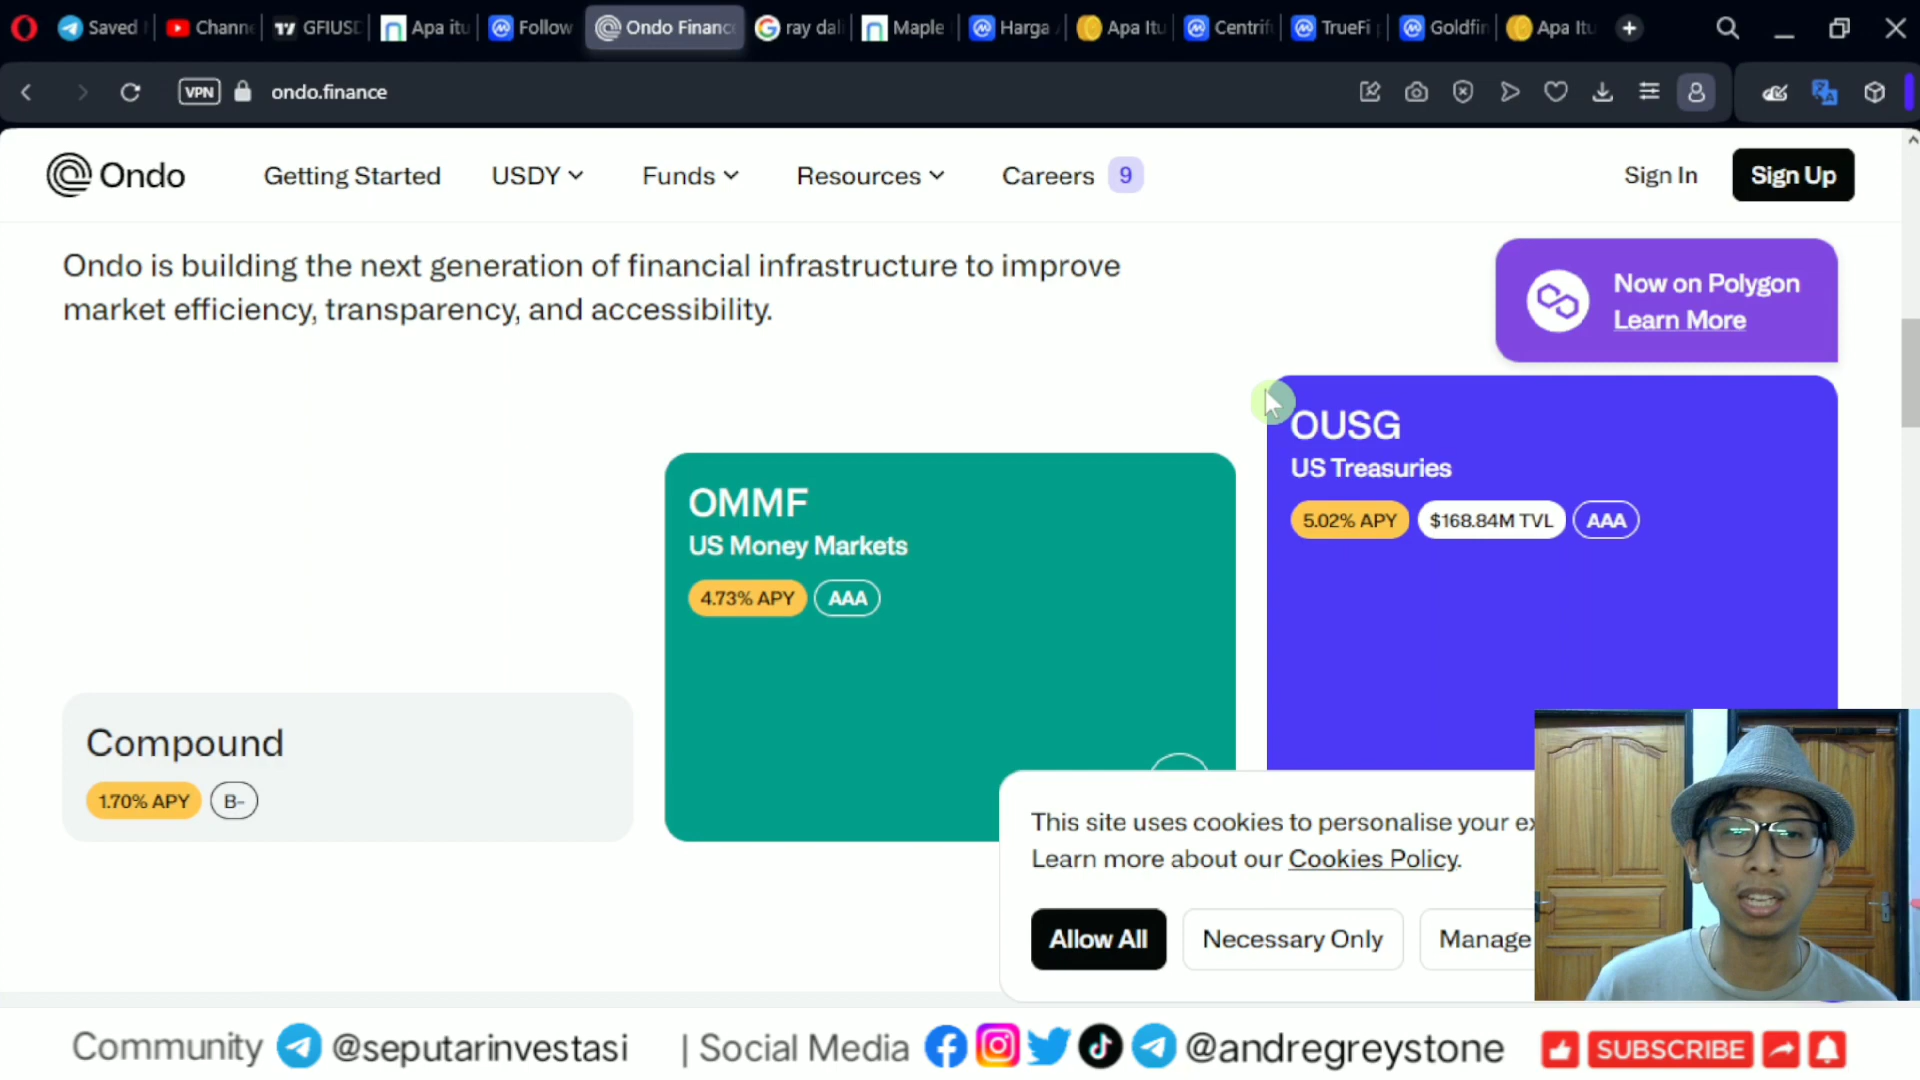 Saved
Chann
GFIUSD
Apa itu
Follow
Ondo Financ
ray dali
Maple
Harga
Apa Itu
Centrif
TrueFi
Goldfin
Apa Itu
VPN
ondo.finance
Ondo
Getting Started
USDY
Funds
Resources
Careers 9
Sign In
Sign Up
Ondo is building the next generation of financial infrastructure to improve
market efficiency, transparency, and accessibility.
Now on Polygon
Learn More
OUSG
US Treasuries
5.02% APY $168.84M TVL AAA
OMMF
US Money Markets
4.73% APY AAA
Compound
1.70% APY B-
This site uses cookies to personalise your ex
Learn more about our Cookies Policy.
Allow All
Necessary Only
Manage
Community @seputarinvestasi | Social Media @andregreystone SUBSCRIBE